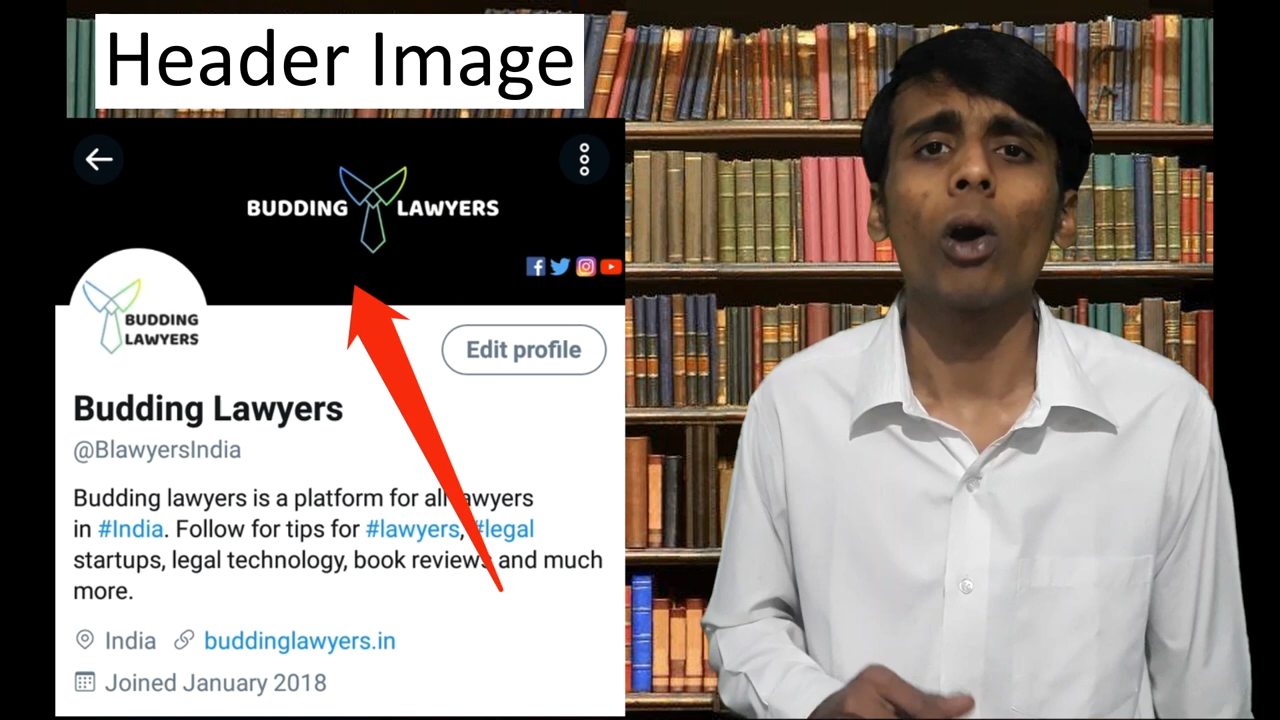 Header Image
BUDDING LAWYERS
BUDDING
LAWYERS
Edit profile
Budding Lawyers
@BlawyersIndia
Budding lawyers is a platform for all lawyers
in #India. Follow for tips for #lawyers, #legal
startups, legal technology, book reviews and much
more.
India buddinglawyers.in
Joined January 2018